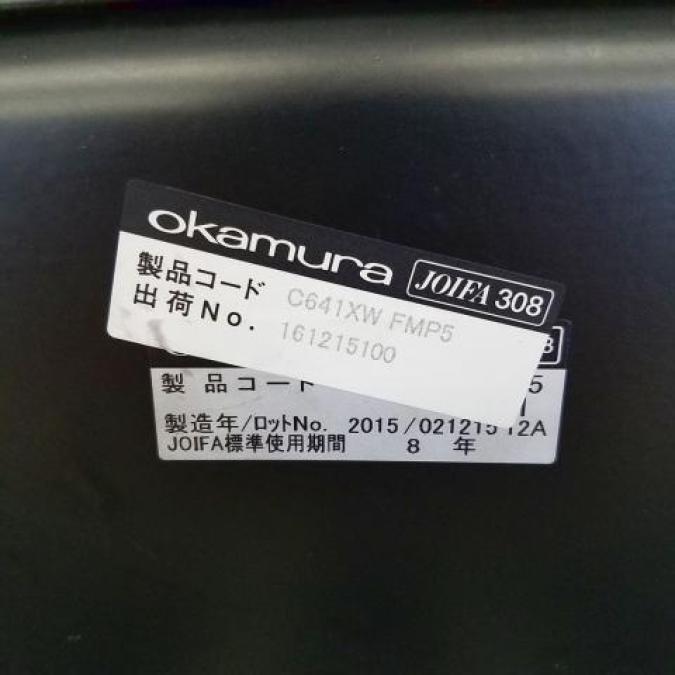 okamura JOIFA 308
製品コード C641XW FMP5
出荷No. 161215100
製品コード 5
製造年/ロットNo. 2015/021215 12A
JOIFA標準使用期間 8 年